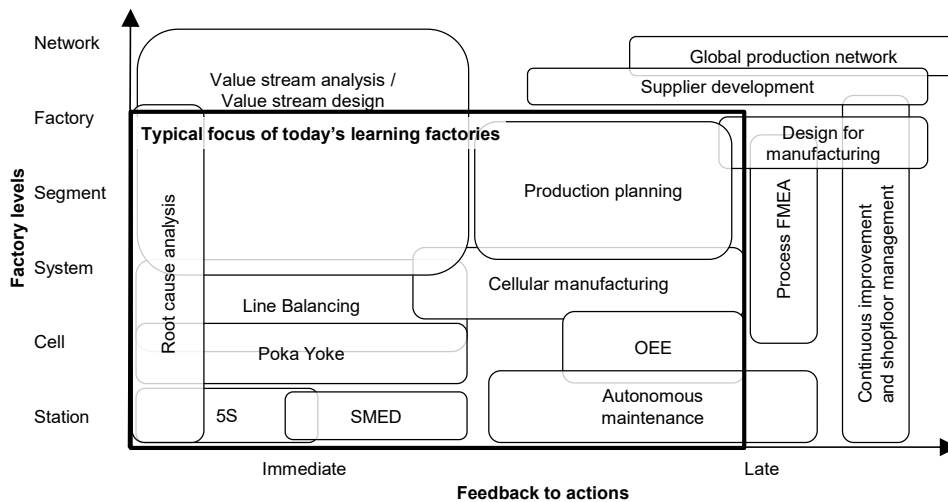 Network
Factory
Segment
System
Cell
Station
Factory levels
Value stream analysis /
Value stream design
Global production network
Supplier development
Typical focus of today's learning factories
Design for
manufacturing
Production planning
Root cause analysis
Process FMEA
Continuous improvement
and shopfloor management
Cellular manufacturing
Line Balancing
Poka Yoke
OEE
5S
SMED
Autonomous
maintenance
Immediate
Late
Feedback to actions